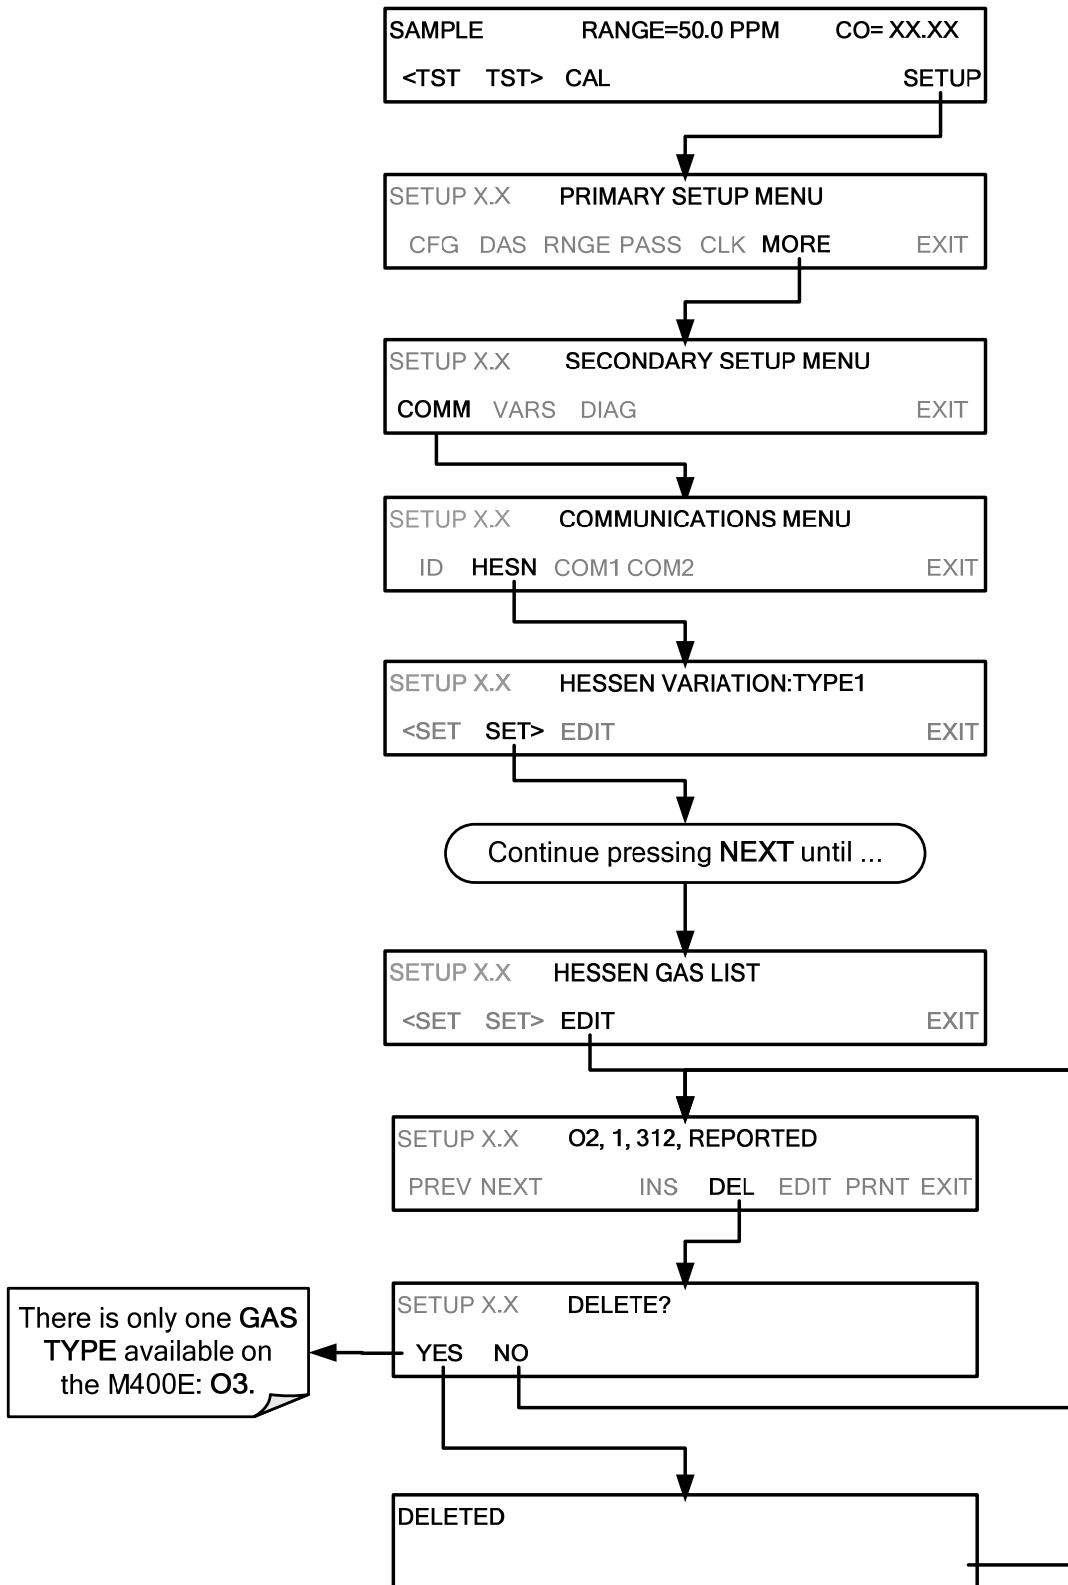 SAMPLE RANGE=50.0 PPM CO= XX.XX
<TST TST> CAL SETUP
SETUP X.X PRIMARY SETUP MENU
CFG DAS RNGE PASS CLK MORE EXIT
SETUP X.X SECONDARY SETUP MENU
COMM VARS DIAG EXIT
SETUP X.X COMMUNICATIONS MENU
ID HESN COM1 COM2 EXIT
SETUP X.X HESSEN VARIATION:TYPE1
<SET SET> EDIT EXIT
Continue pressing NEXT until ...
SETUP X.X HESSEN GAS LIST
<SET SET> EDIT EXIT
SETUP X.X O2, 1, 312, REPORTED
PREV NEXT INS DEL EDIT PRNT EXIT
SETUP X.X DELETE?
YES NO
There is only one GAS
TYPE available on
the M400E: O3.
DELETED